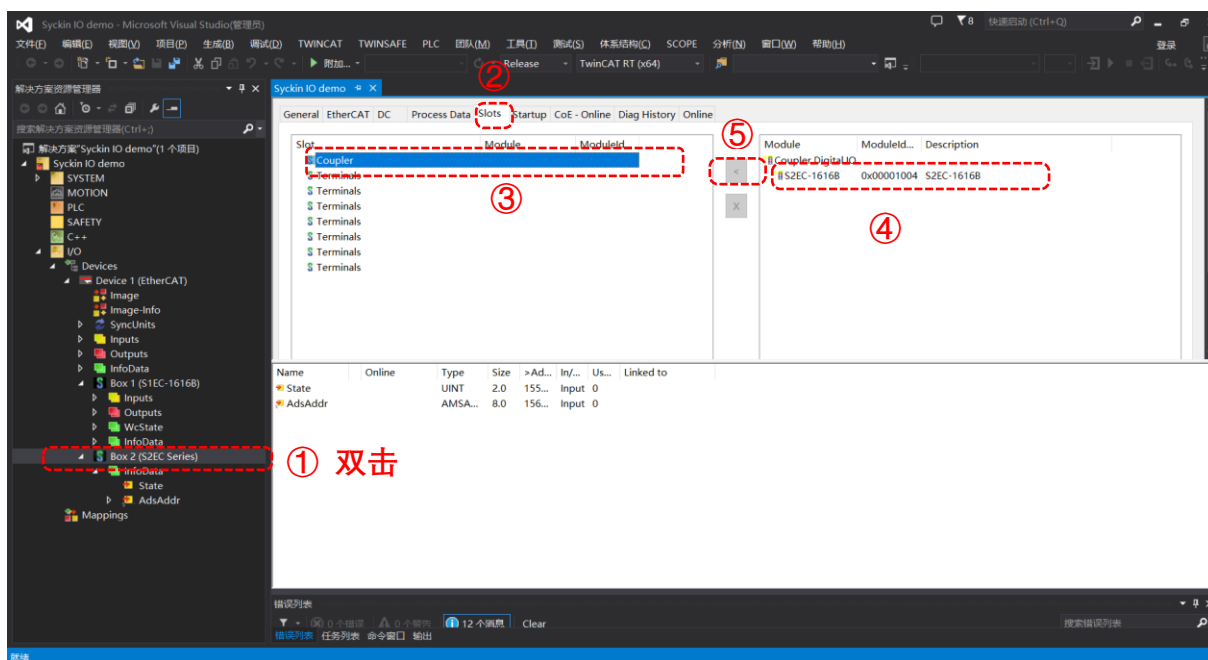 Syckin IO demo - Microsoft Visual Studio(管理员)
8 快速启动 (Ctrl+Q)
文件(F) 编辑(E) 视图(V) 项目(P) 生成(B) 调试(D) TWINCAT TWINSAFE PLC 团队(M) 工具(T) 测试(S) 体系结构(C) SCOPE 分析(N) 窗口(W) 帮助(H) 登录
附加... Release TwinCAT RT (x64)
②
解决方案资源管理器 Syckin IO demo
General EtherCAT DC Process Data Slots Startup CoE - Online Diag History Online
搜索解决方案资源管理器(Ctrl+;)
解决方案"Syckin IO demo"(1 个项目)
Syckin IO demo
SYSTEM
MOTION
PLC
SAFETY
C++
I/O
Devices
Device 1 (EtherCAT)
Image
Image-Info
SyncUnits
Inputs
Outputs
InfoData
Box 1 (S1EC-1616B)
Inputs
Outputs
WcState
InfoData
Box 2 (S2EC Series)
InfoData
State
AdsAddr
Mappings
Slot Module ModuleId
Coupler
Terminals
Terminals
Terminals
Terminals
Terminals
Terminals
Terminals
③
⑤
<
X
Module ModuleId... Description
Coupler Digital IO
S2EC-1616B 0x00001004 S2EC-1616B
④
Name Online Type Size >Ad... In/... Us... Linked to
State UINT 2.0 155... Input 0
AdsAddr AMSA... 8.0 156... Input 0
① 双击
错误列表
0 个错误 0 个警告 12 个消息 Clear 搜索错误列表
错误列表 任务列表 命令窗口 输出
就绪